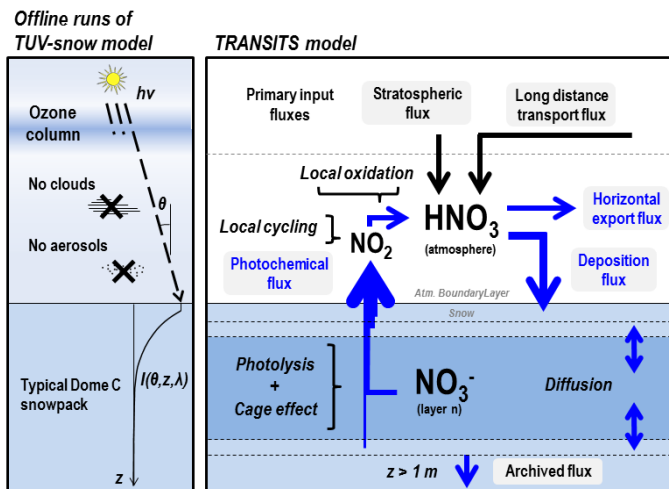 Offline runs of
TUV-snow model
hν
Ozone
column
No clouds
θ
No aerosols
Typical Dome C
snowpack
I(θ,z,λ)
z
TRANSITS model
Primary input
fluxes
Stratospheric
flux
Long distance
transport flux
Local oxidation
Local cycling
NO2
HNO3
(atmosphere)
Horizontal
export flux
Photochemical
flux
Deposition
flux
Atm. BoundaryLayer
Snow
Photolysis
+
Cage effect
NO3-
(layer n)
Diffusion
z > 1 m
Archived flux